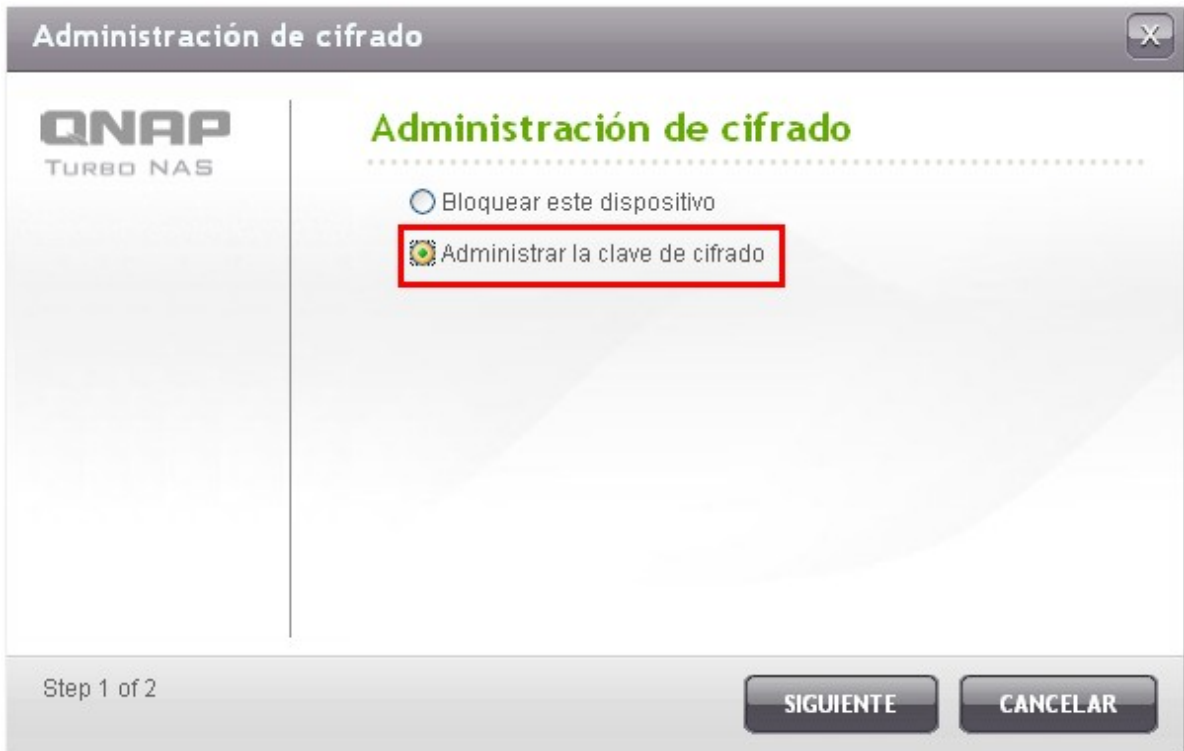 Administración de cifrado
X
QNAP
TURBO NAS
Administración de cifrado
Bloquear este dispositivo
Administrar la clave de cifrado
Step 1 of 2
SIGUIENTE
CANCELAR